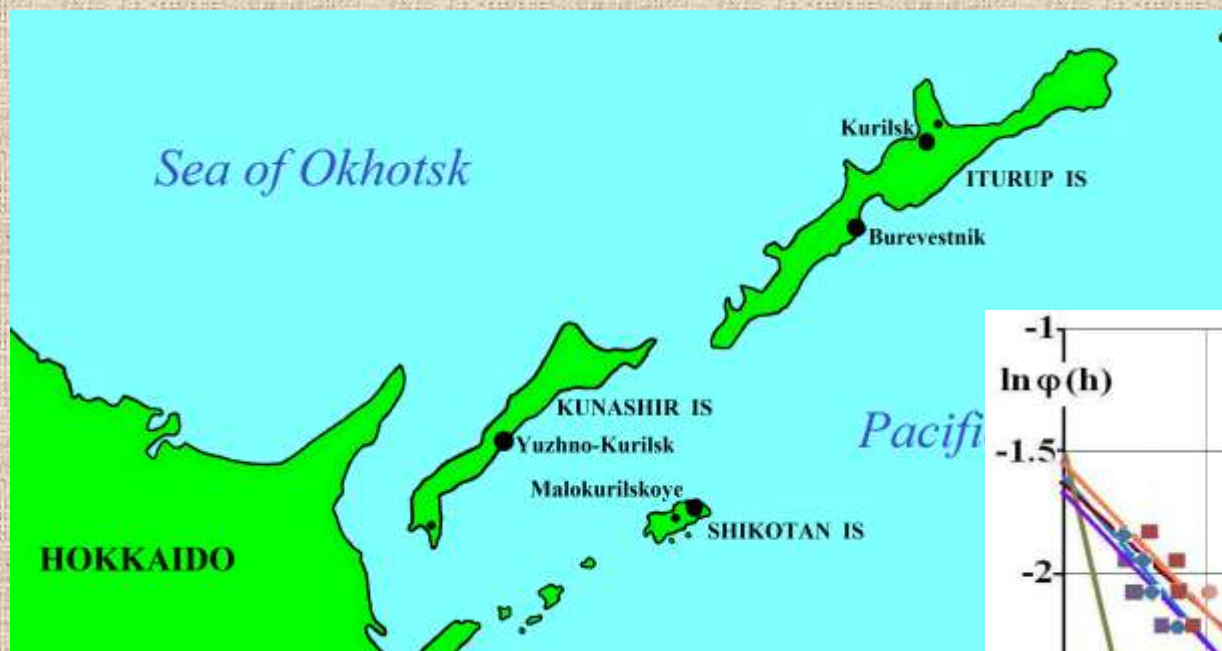 Kurilsk
Sea of Okhotsk
ITURUP IS
Burevestnik
-1
ln φ(h)
KUNASHIR IS
Pacifi
Yuzhno-Kurilsk
-1.5
Malokurilskoye
SHIKOTAN IS
HOKKAIDO
-2